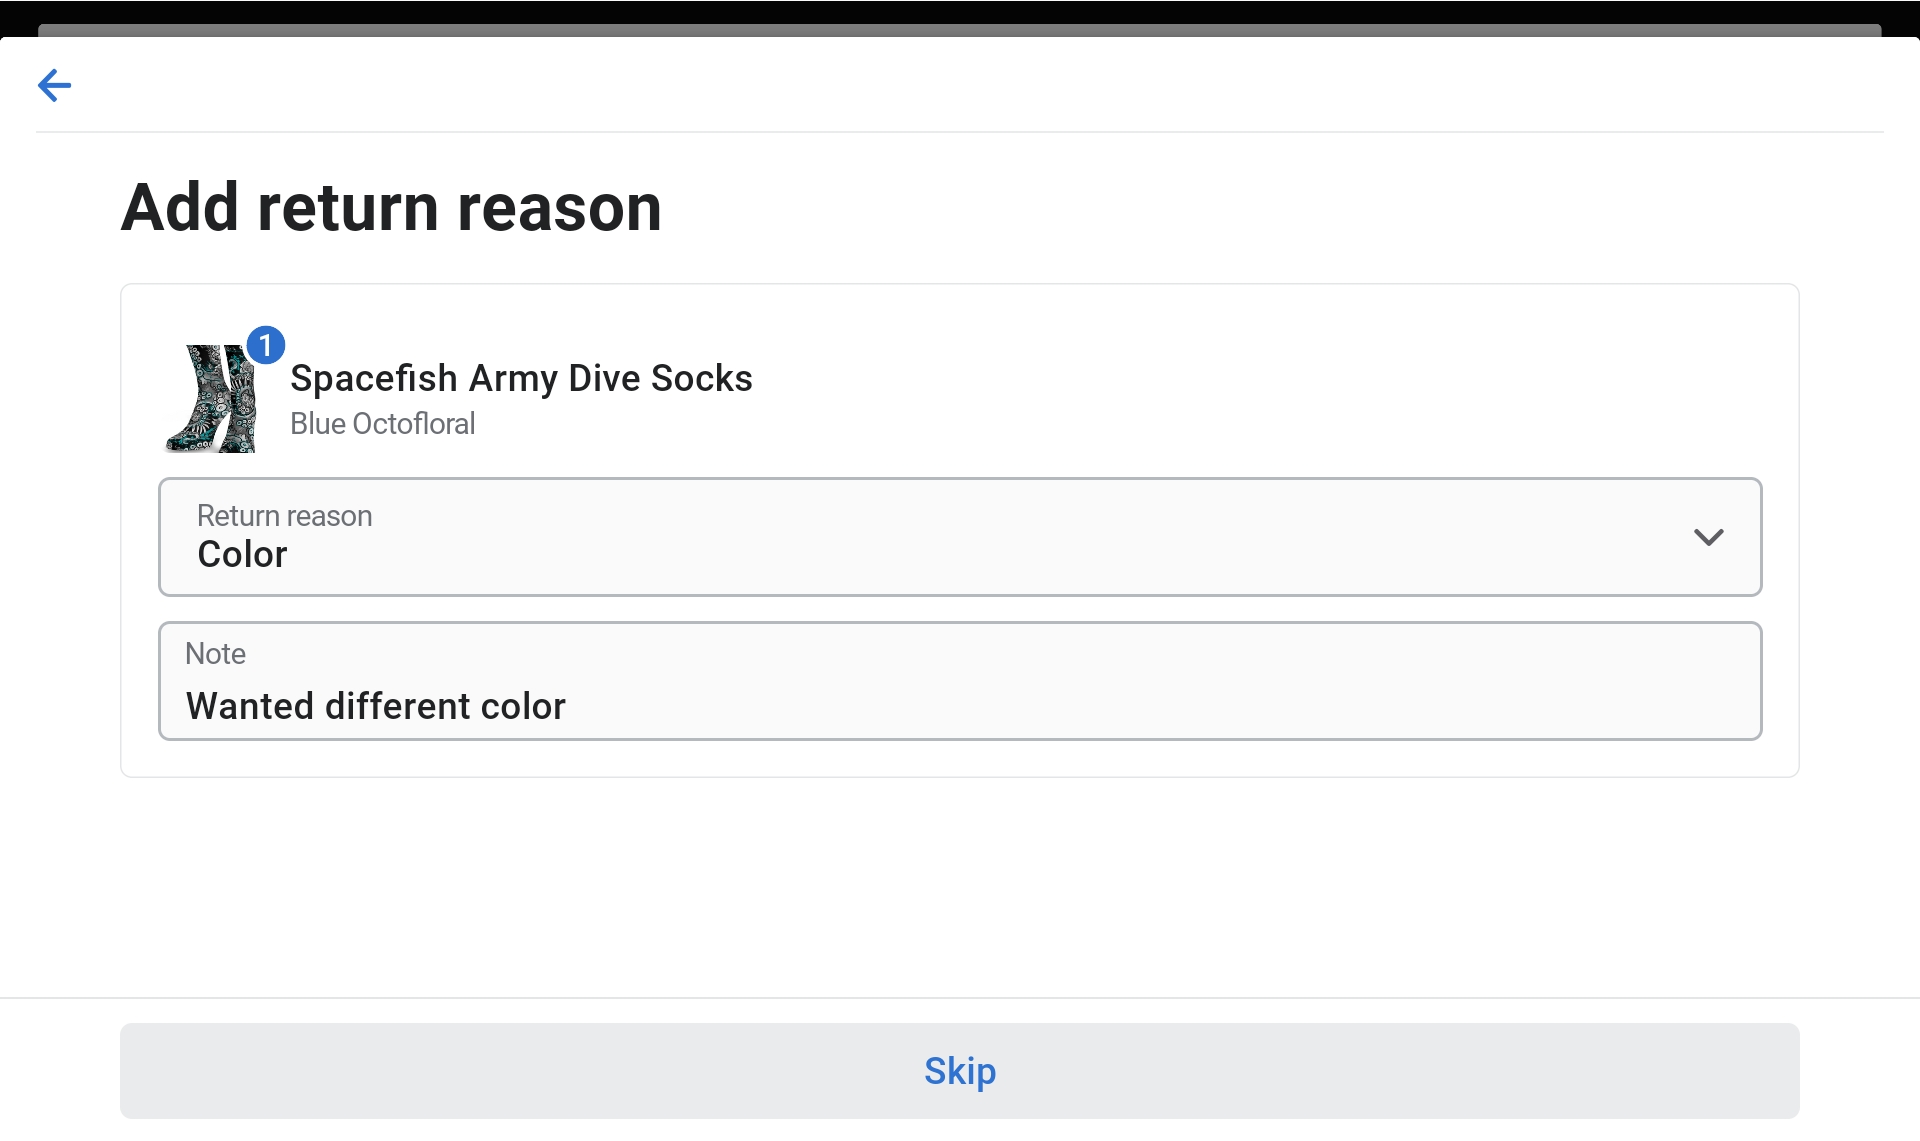 Add return reason
1
Spacefish Army Dive Socks
Blue Octofloral
Return reason
Color
Note
Wanted different color
Skip